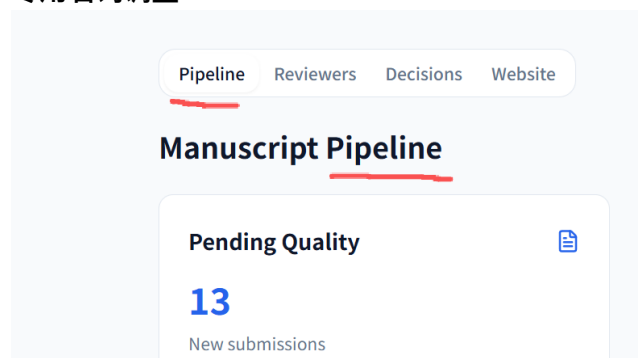 Pipeline Reviewers Decisions Website
Manuscript Pipeline
Pending Quality
13
New submissions